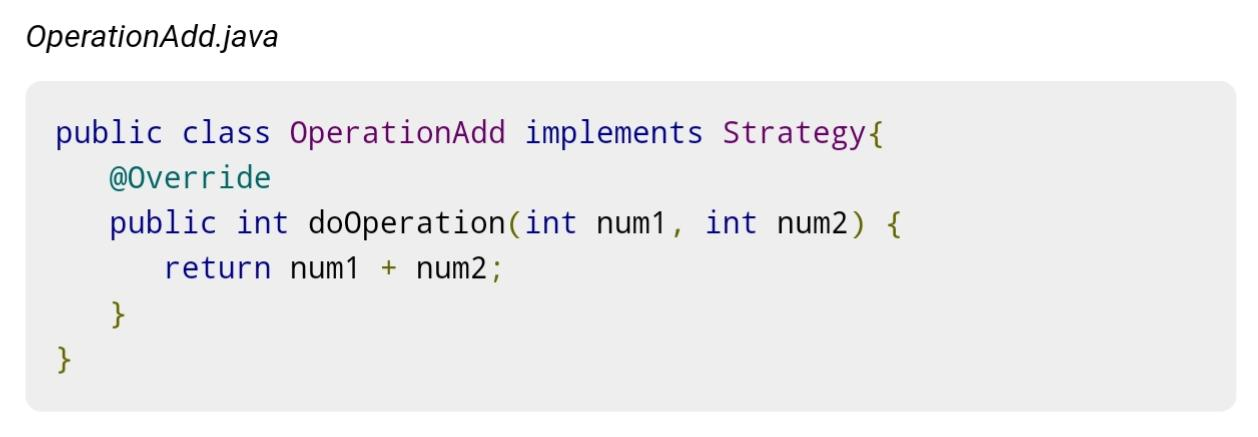 OperationAdd.java
public class OperationAdd implements Strategy{
   @Override
   public int doOperation(int num1, int num2) {
      return num1 + num2;
   }
}